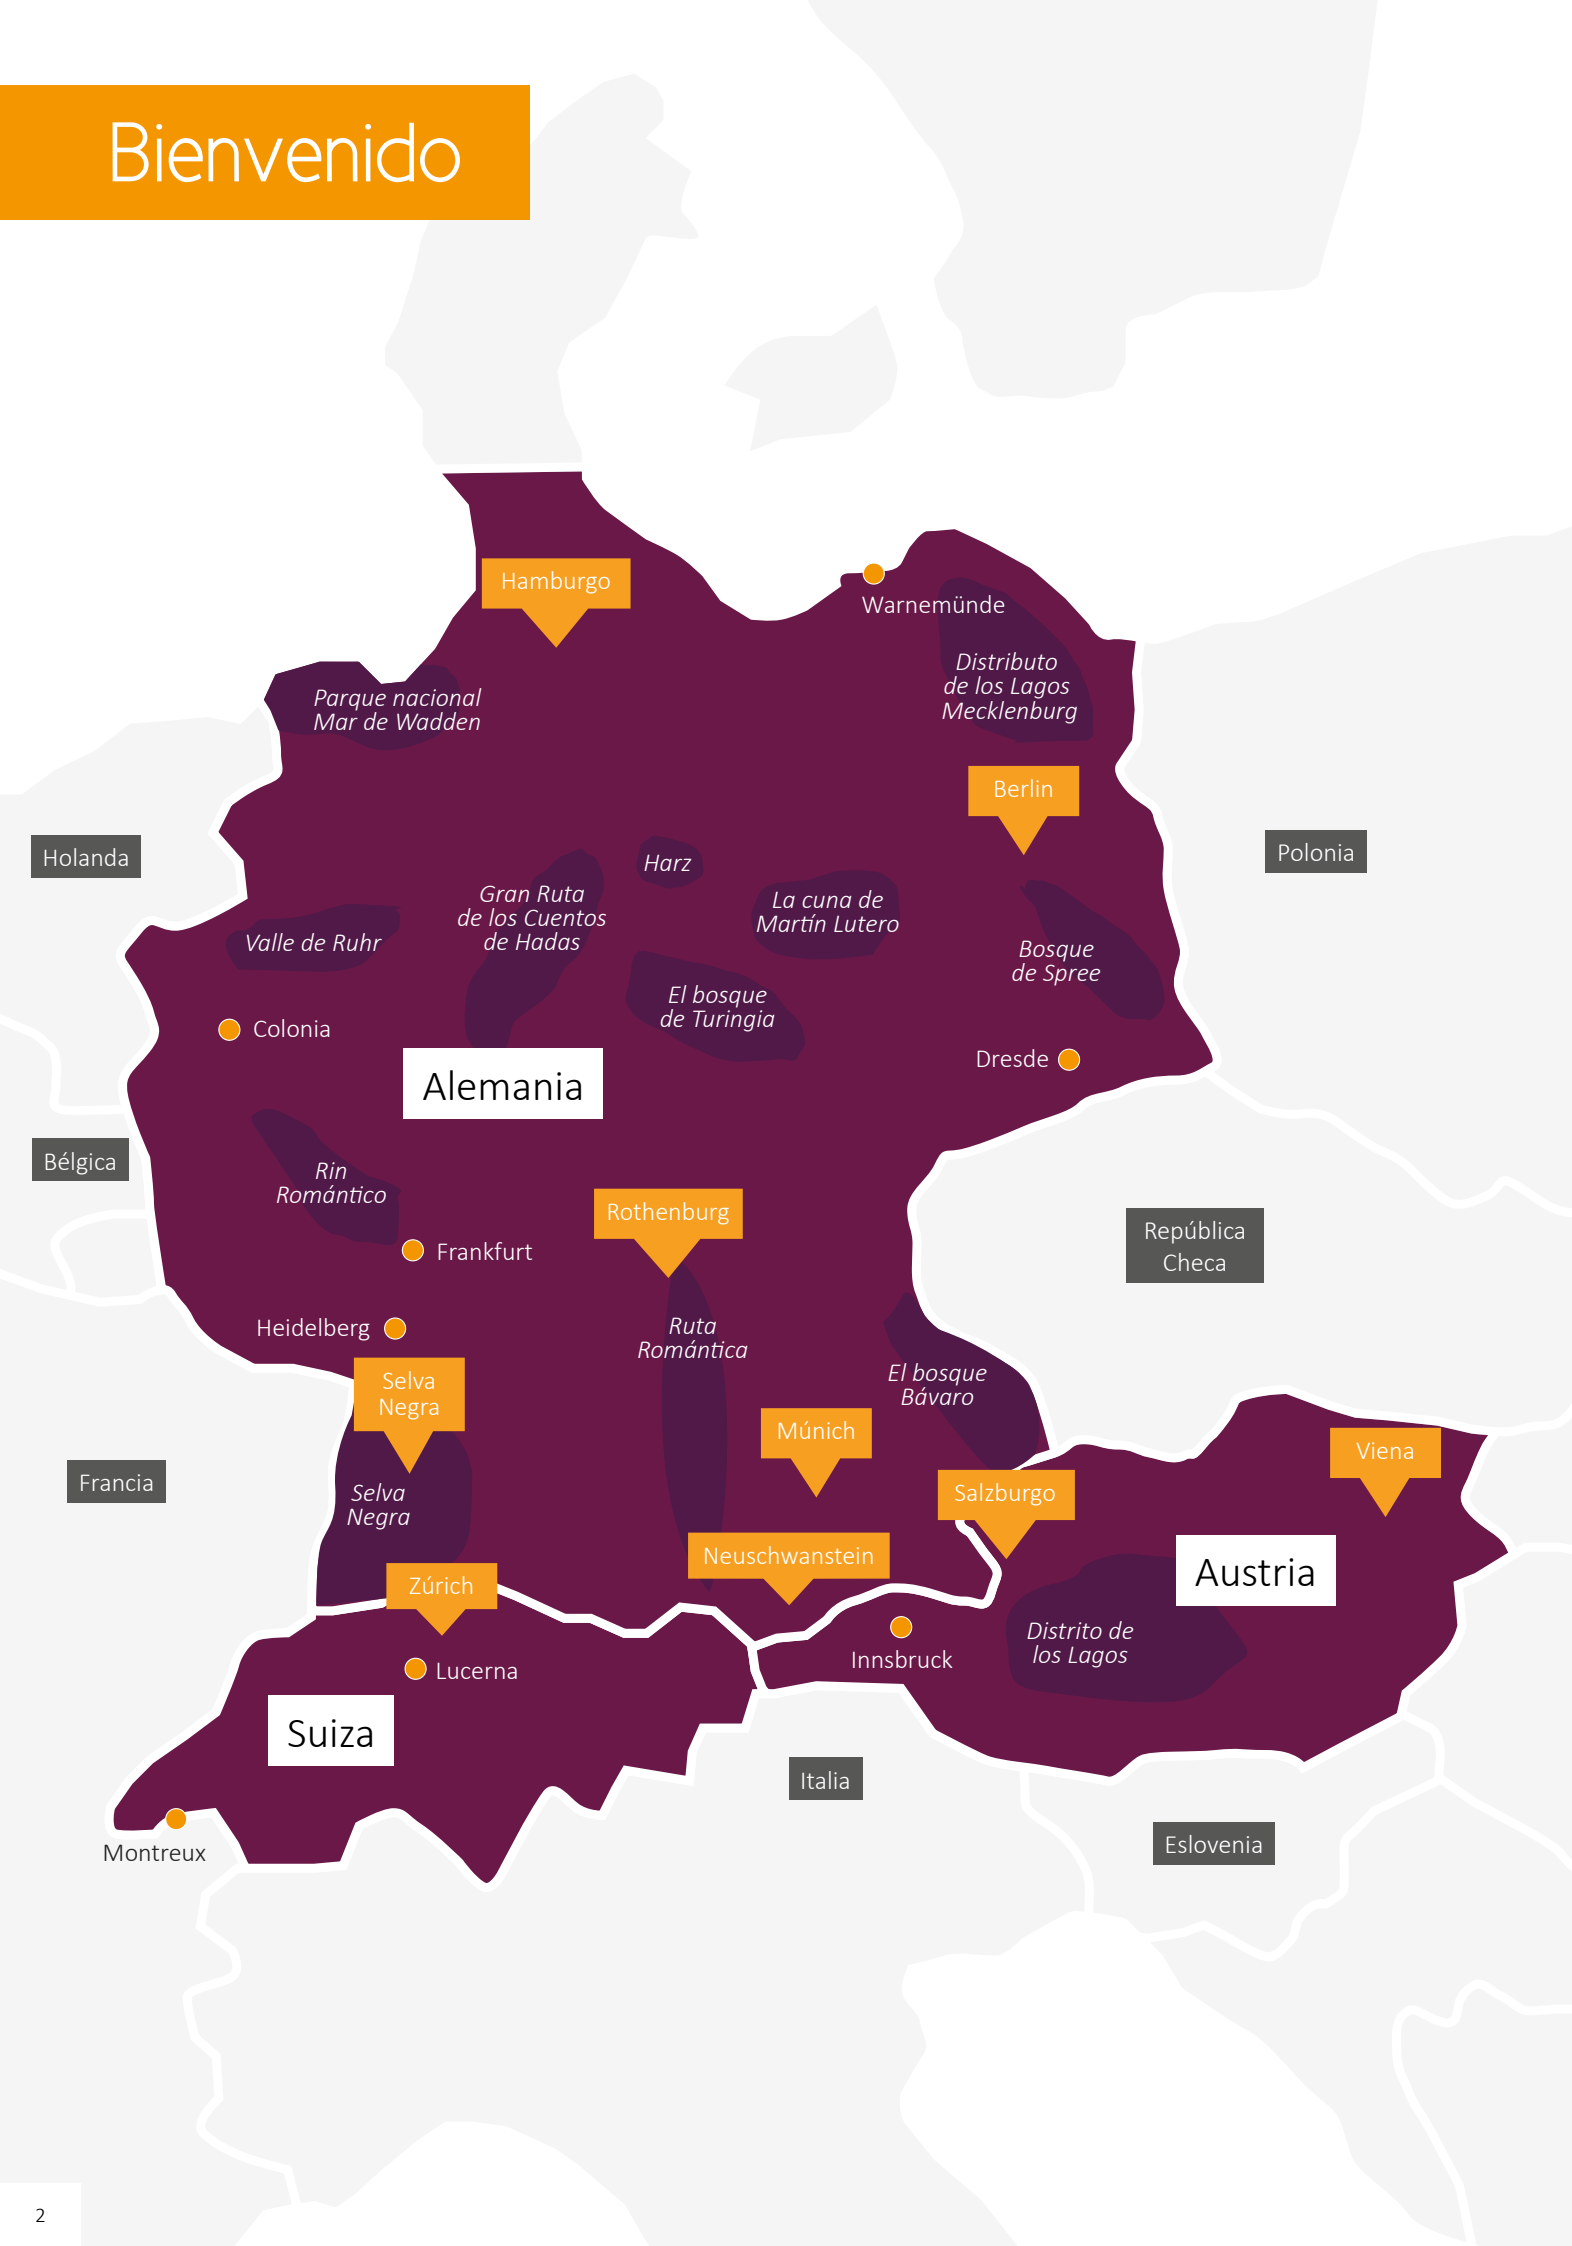 Bienvenido
Hamburgo
Warnemünde
Distributo
de los Lagos
Mecklenburg
Parque nacional
Mar de Wadden
Berlin
Holanda
Polonia
Harz
Gran Ruta
de los Cuentos
de Hadas
La cuna de
Martín Lutero
Valle de Ruhr
Bosque
de Spree
El bosque
de Turingia
Colonia
Dresde
Alemania
Bélgica
Rin
Romántico
Rothenburg
República
Checa
Frankfurt
Heidelberg
Ruta
Romántica
Selva
Negra
El bosque
Bávaro
Múnich
Viena
Francia
Selva
Negra
Salzburgo
Neuschwanstein
Austria
Zúrich
Distrito de
los Lagos
Innsbruck
Lucerna
Suiza
Italia
Montreux
Eslovenia
2